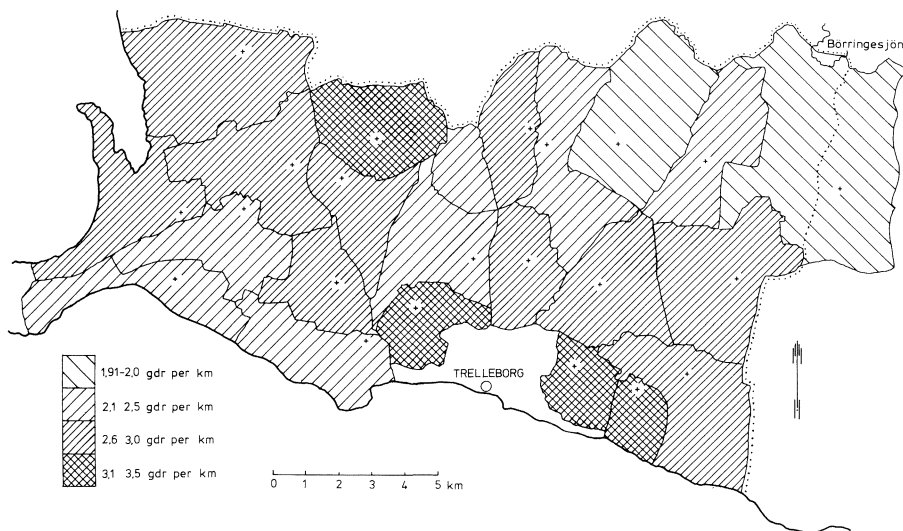 Börringesjön
TRELLEBORG
1,91-2,0 gdr per km
2,1 2,5 gdr per km
2,6 3,0 gdr per km
3,1 3,5 gdr per km
0 1 2 3 4 5 km